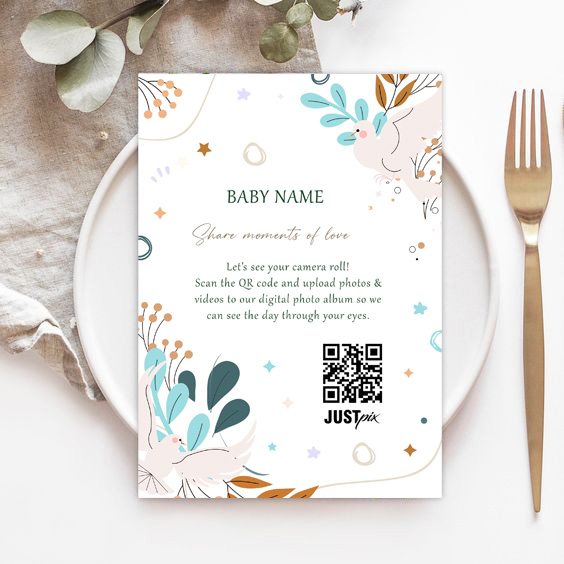 BABY NAME
Share moments of love
Let's see your camera roll!
Scan the QR code and upload photos &
videos to our digital photo album so we
can see the day through your eyes.
JUSTpix